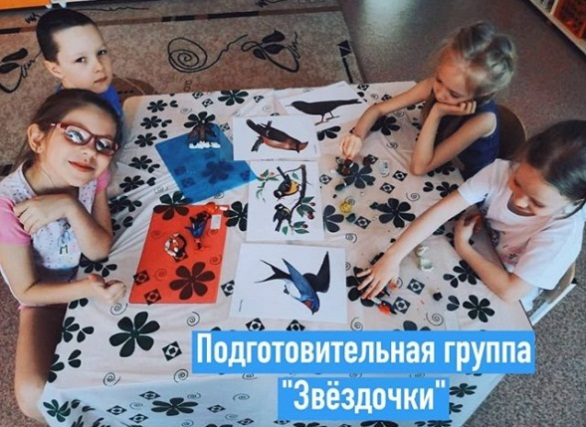 Подготовительная группа
"Звёздочки"